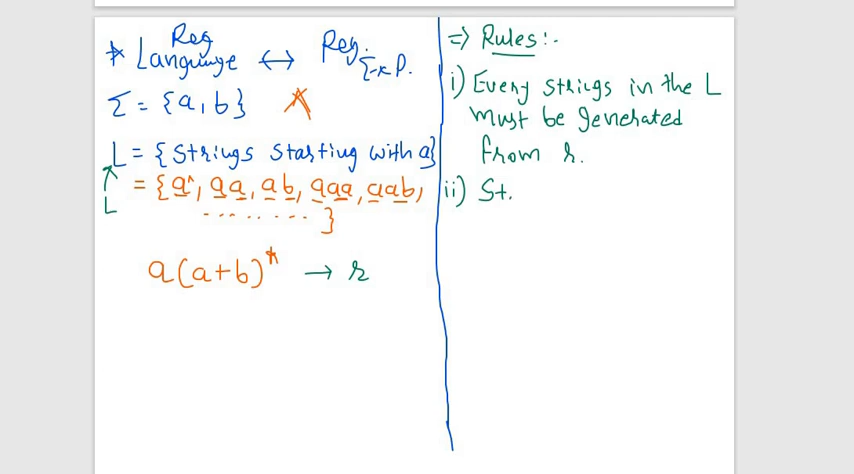 * Reg Language ↔ Reg. Exp.
Σ = {a, b}
L = {Strings starting with a}
= {a, aa, ab, aaa, aab,
........}
L
a(a+b)* → r
=> Rules:-
i) Every strings in the L
must be generated
from r.
ii) St.